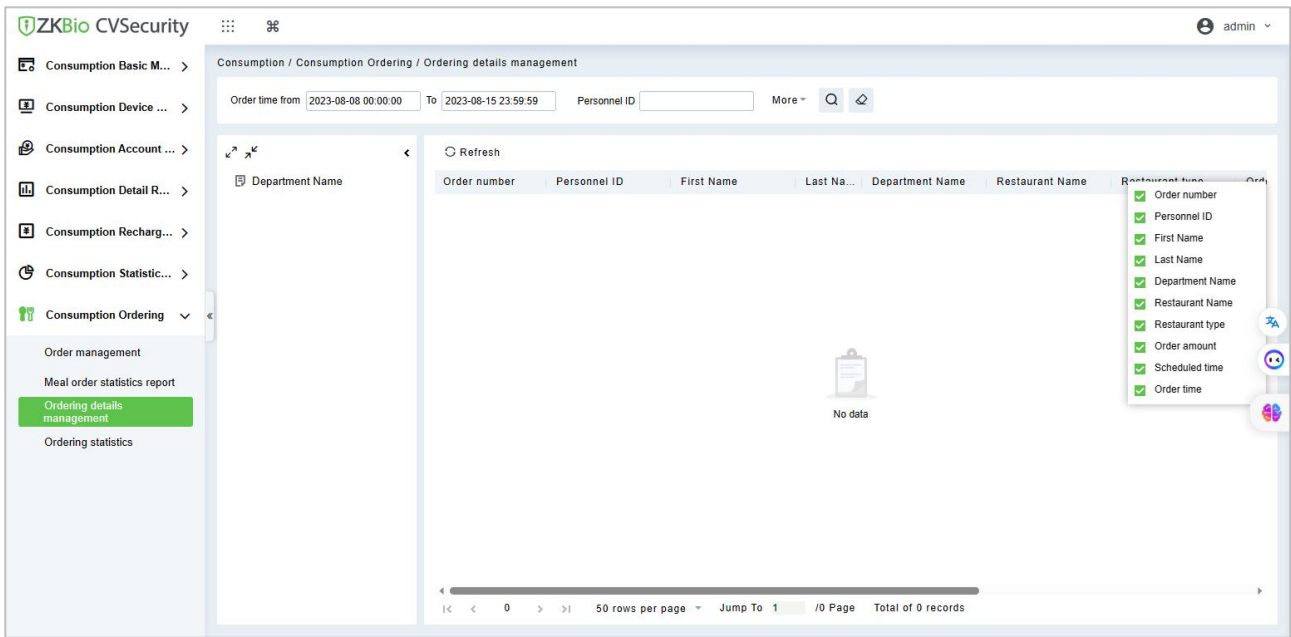 ZKBio CVSecurity
admin
Consumption Basic M...
Consumption Device ...
Consumption Account ...
Consumption Detail R...
Consumption Recharg...
Consumption Statistic...
Consumption Ordering
Order management
Meal order statistics report
Ordering details
management
Ordering statistics
Consumption / Consumption Ordering / Ordering details management
Order time from 2023-08-08 00:00:00 To 2023-08-15 23:59:59 Personnel ID More
Department Name
Refresh
Order number Personnel ID First Name Last Na... Department Name Restaurant Name Restaurant type
Order number
Personnel ID
First Name
Last Name
Department Name
Restaurant Name
Restaurant type
Order amount
Scheduled time
Order time
No data
0 50 rows per page Jump To 1 /0 Page Total of 0 records